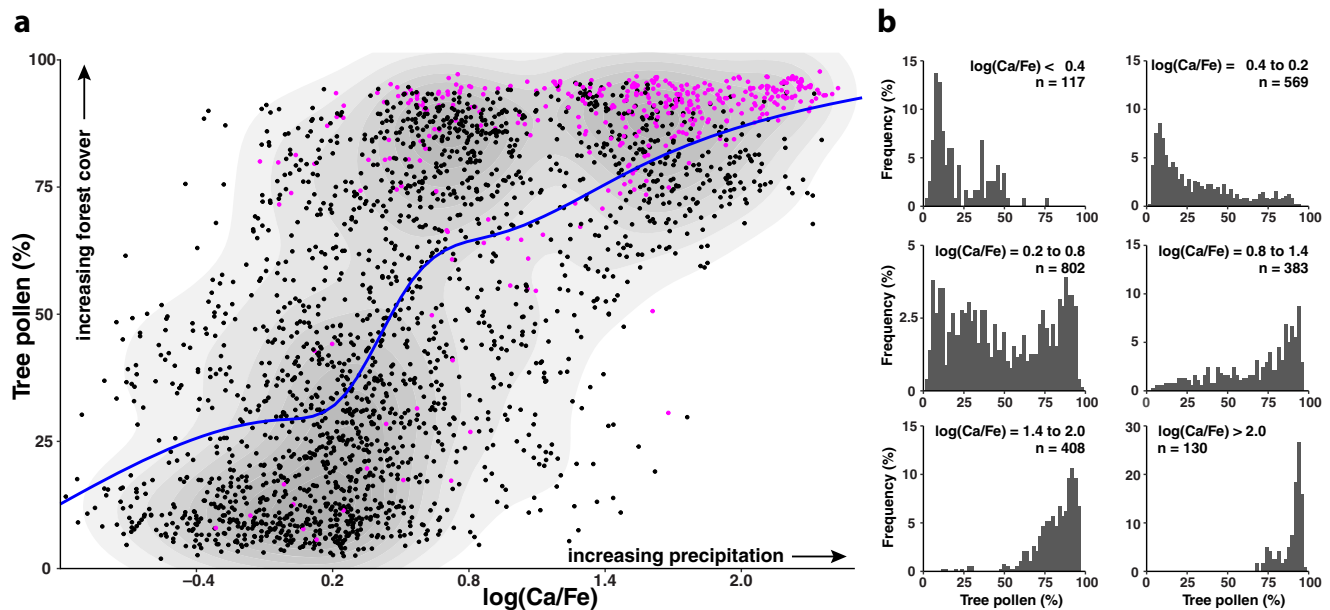 a
Tree pollen (%)
increasing forest cover
100
75
50
25
0
−0.4
0.2
0.8
1.4
2.0
increasing precipitation
log(Ca/Fe)
b
log(Ca/Fe) < 0.4
n = 117
Frequency (%)
15
10
5
0
0 25 50 75 100
log(Ca/Fe) = 0.4 to 0.2
n = 569
15
10
5
0
0 25 50 75 100
log(Ca/Fe) = 0.2 to 0.8
n = 802
Frequency (%)
5
2.5
0
0 25 50 75 100
log(Ca/Fe) = 0.8 to 1.4
n = 383
15
10
5
0
0 25 50 75 100
log(Ca/Fe) = 1.4 to 2.0
n = 408
Frequency (%)
15
10
5
0
0 25 50 75 100
Tree pollen (%)
log(Ca/Fe) > 2.0
n = 130
30
20
10
0
0 25 50 75 100
Tree pollen (%)